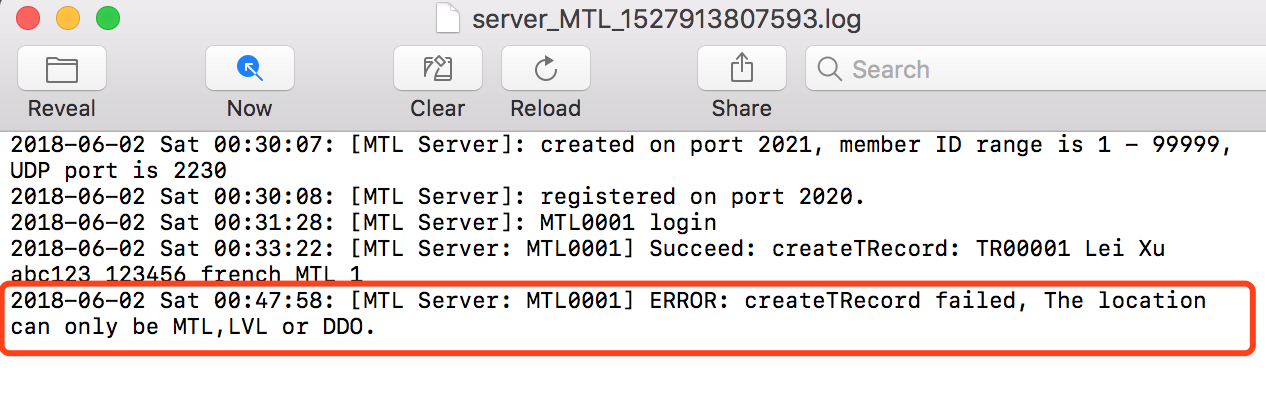 server_MTL_1527913807593.log
Reveal
Now
Clear
Reload
Share
Search
2018-06-02 Sat 00:30:07: [MTL Server]: created on port 2021, member ID range is 1 - 99999,
UDP port is 2230
2018-06-02 Sat 00:30:08: [MTL Server]: registered on port 2020.
2018-06-02 Sat 00:31:28: [MTL Server]: MTL0001 login
2018-06-02 Sat 00:33:22: [MTL Server: MTL0001] Succeed: createTRecord: TR00001 Lei Xu
abc123 123456 french MTL 1
2018-06-02 Sat 00:47:58: [MTL Server: MTL0001] ERROR: createTRecord failed, The location
can only be MTL,LVL or DDO.